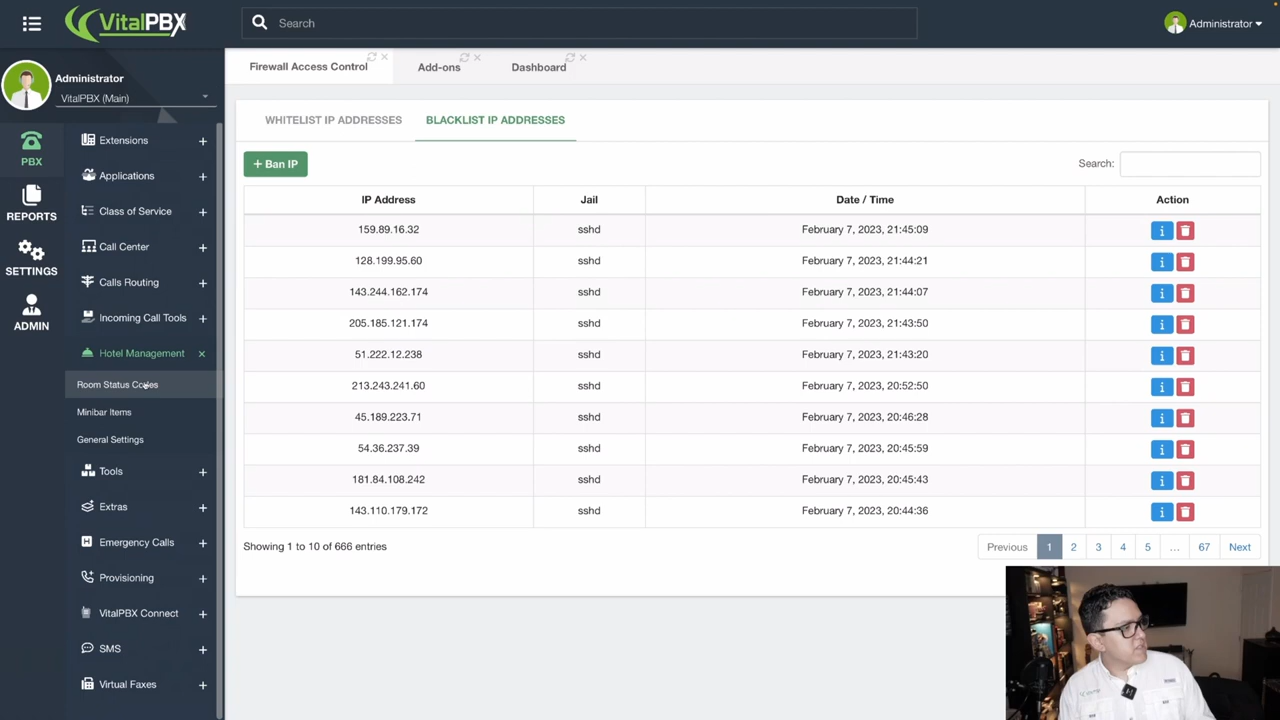 VitalPBX
Search
Administrator
Administrator
VitalPBX (Main)
PBX
REPORTS
SETTINGS
ADMIN
Extensions +
Applications +
Class of Service +
Call Center +
Calls Routing +
Incoming Call Tools +
Hotel Management ×
Room Status Codes
Minibar Items
General Settings
Tools +
Extras +
Emergency Calls +
Provisioning +
VitalPBX Connect +
SMS +
Virtual Faxes +
Firewall Access Control
Add-ons
Dashboard
WHITELIST IP ADDRESSES
BLACKLIST IP ADDRESSES
+ Ban IP
Search:
IP Address Jail Date / Time Action
159.89.16.32 sshd February 7, 2023, 21:45:09
128.199.95.60 sshd February 7, 2023, 21:44:21
143.244.162.174 sshd February 7, 2023, 21:44:07
205.185.121.174 sshd February 7, 2023, 21:43:50
51.222.12.238 sshd February 7, 2023, 21:43:20
213.243.241.60 sshd February 7, 2023, 20:52:50
45.189.223.71 sshd February 7, 2023, 20:46:28
54.36.237.39 sshd February 7, 2023, 20:45:59
181.84.108.242 sshd February 7, 2023, 20:45:43
143.110.179.172 sshd February 7, 2023, 20:44:36
Showing 1 to 10 of 666 entries
Previous 1 2 3 4 5 ... 67 Next